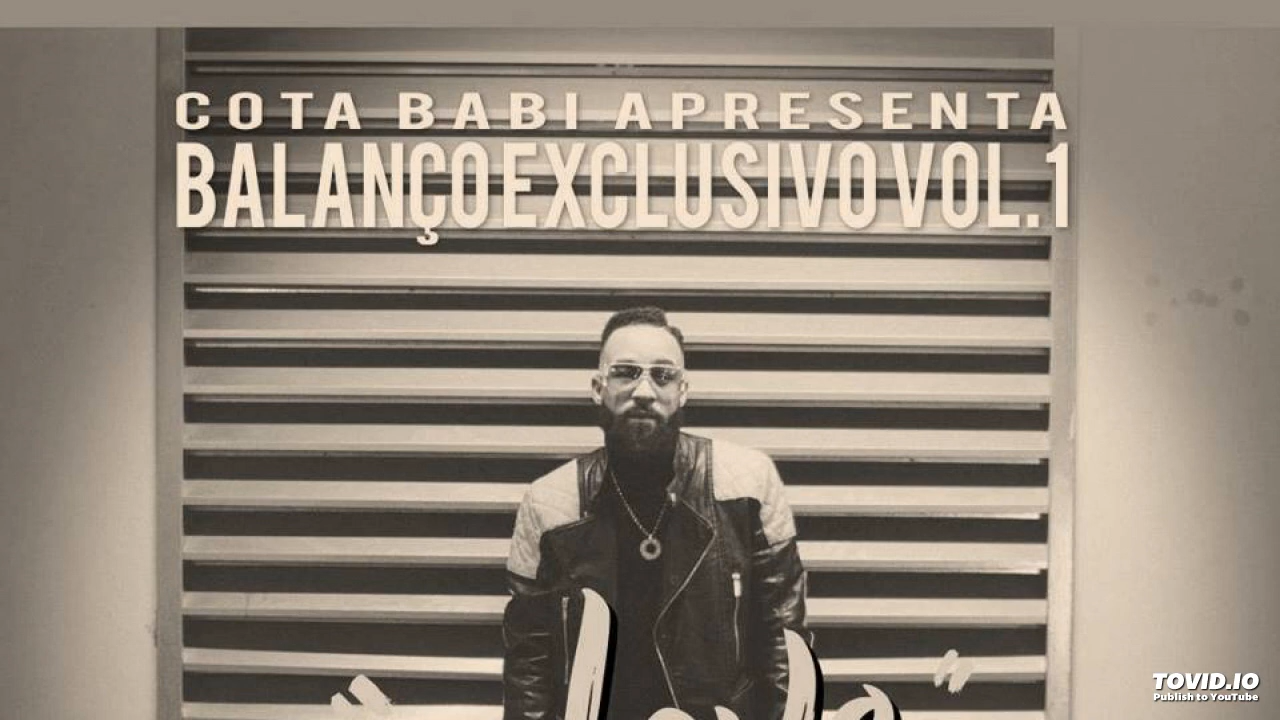 COTA BABI APRESENTA
BALANÇO EXCLUSIVO VOL.1
TOVID.IO
Publish to YouTube